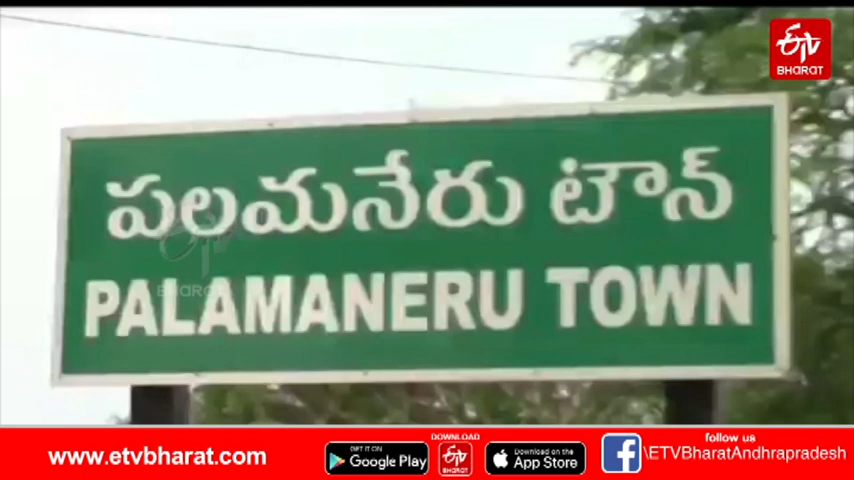 ETV
BHARAT
పలమనేరు టౌన్
BHARAT
PALAMANERU TOWN
www.etvbharat.com
DOWNLOAD
GET IT ON
Google Play
ETV
BHARAT
Download on the
App Store
follow us
\ETVBharatAndhrapradesh